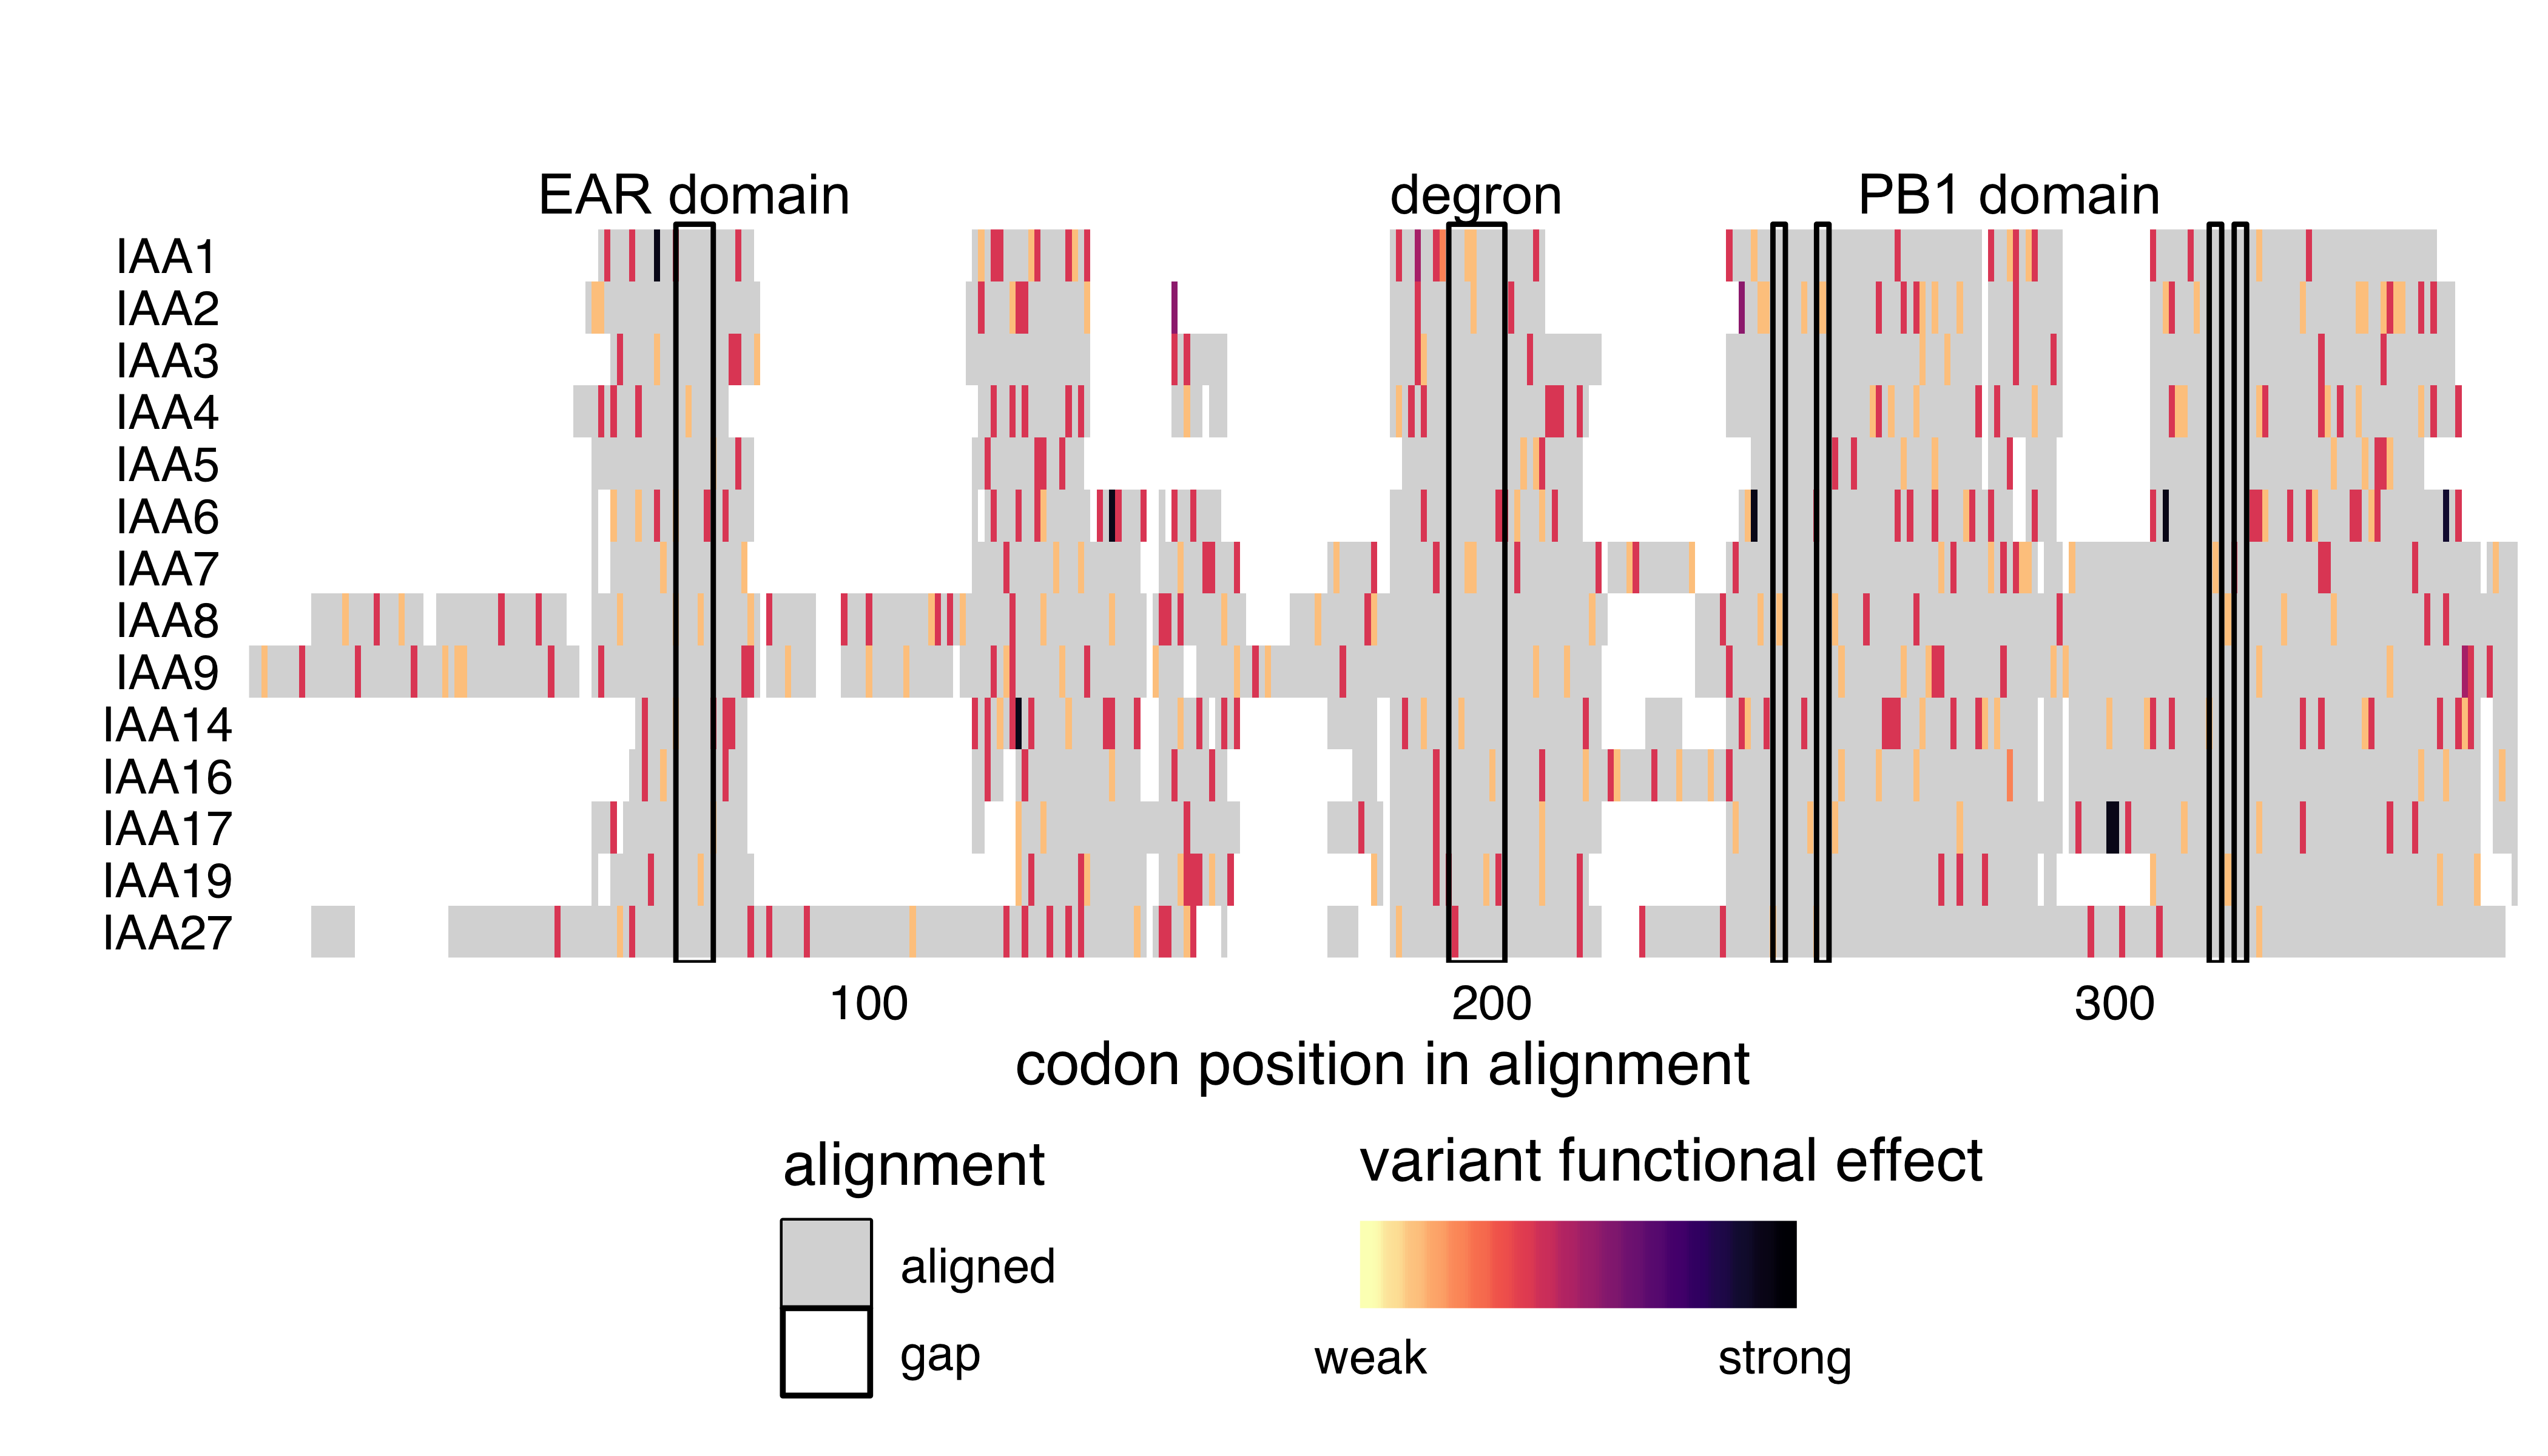 EAR domain degron PB1 domain
IAA1
IAA2
IAA3
IAA4
IAA5
IAA6
IAA7
IAA8
IAA9
IAA14
IAA16
IAA17
IAA19
IAA27
100 200 300
codon position in alignment
alignment
aligned
gap
variant functional effect
weak strong